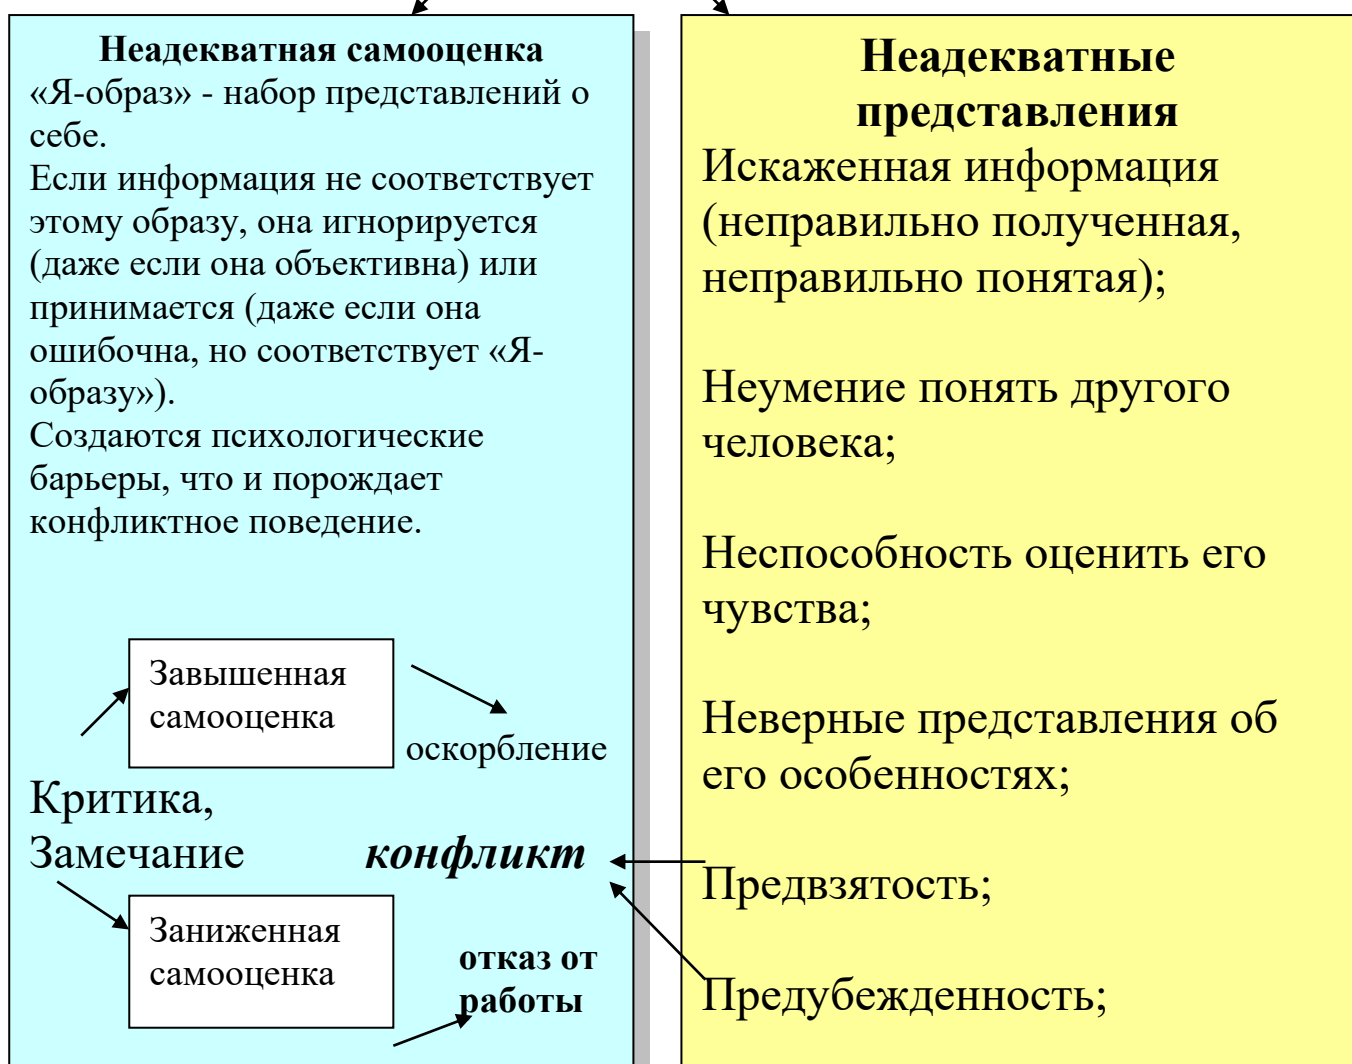 Неадекватная самооценка
«Я-образ» - набор представлений о
себе.
Если информация не соответствует
этому образу, она игнорируется
(даже если она объективна) или
принимается (даже если она
ошибочна, но соответствует «Я-
образу»).
Создаются психологические
барьеры, что и порождает
конфликтное поведение.
Завышенная
самооценка
оскорбление
Критика,
Замечание конфликт
Заниженная
самооценка
отказ от
работы
Неадекватные
представления
Искаженная информация
(неправильно полученная,
неправильно понятая);
Неумение понять другого
человека;
Неспособность оценить его
чувства;
Неверные представления об
его особенностях;
Предвзятость;
Предубежденность;